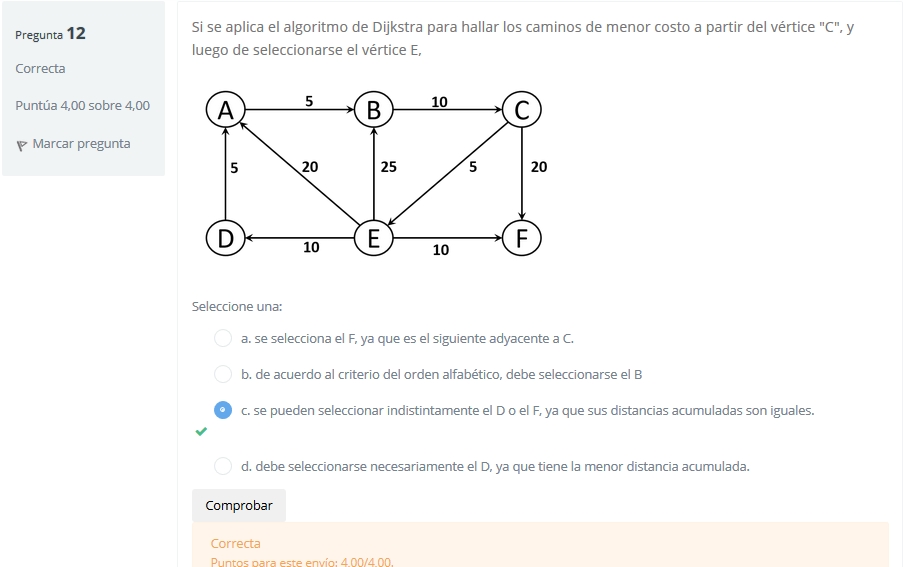 Pregunta 12
Correcta
Puntúa 4,00 sobre 4,00
Marcar pregunta
Si se aplica el algoritmo de Dijkstra para hallar los caminos de menor costo a partir del vértice "C", y
luego de seleccionarse el vértice E,
A 5 B 10 C
5 20 25 5 20
D 10 E 10 F
Seleccione una:
a. se selecciona el F, ya que es el siguiente adyacente a C.
b. de acuerdo al criterio del orden alfabético, debe seleccionarse el B
c. se pueden seleccionar indistintamente el D o el F, ya que sus distancias acumuladas son iguales.
d. debe seleccionarse necesariamente el D, ya que tiene la menor distancia acumulada.
Comprobar
Correcta
Puntos para este envío: 4,00/4,00.